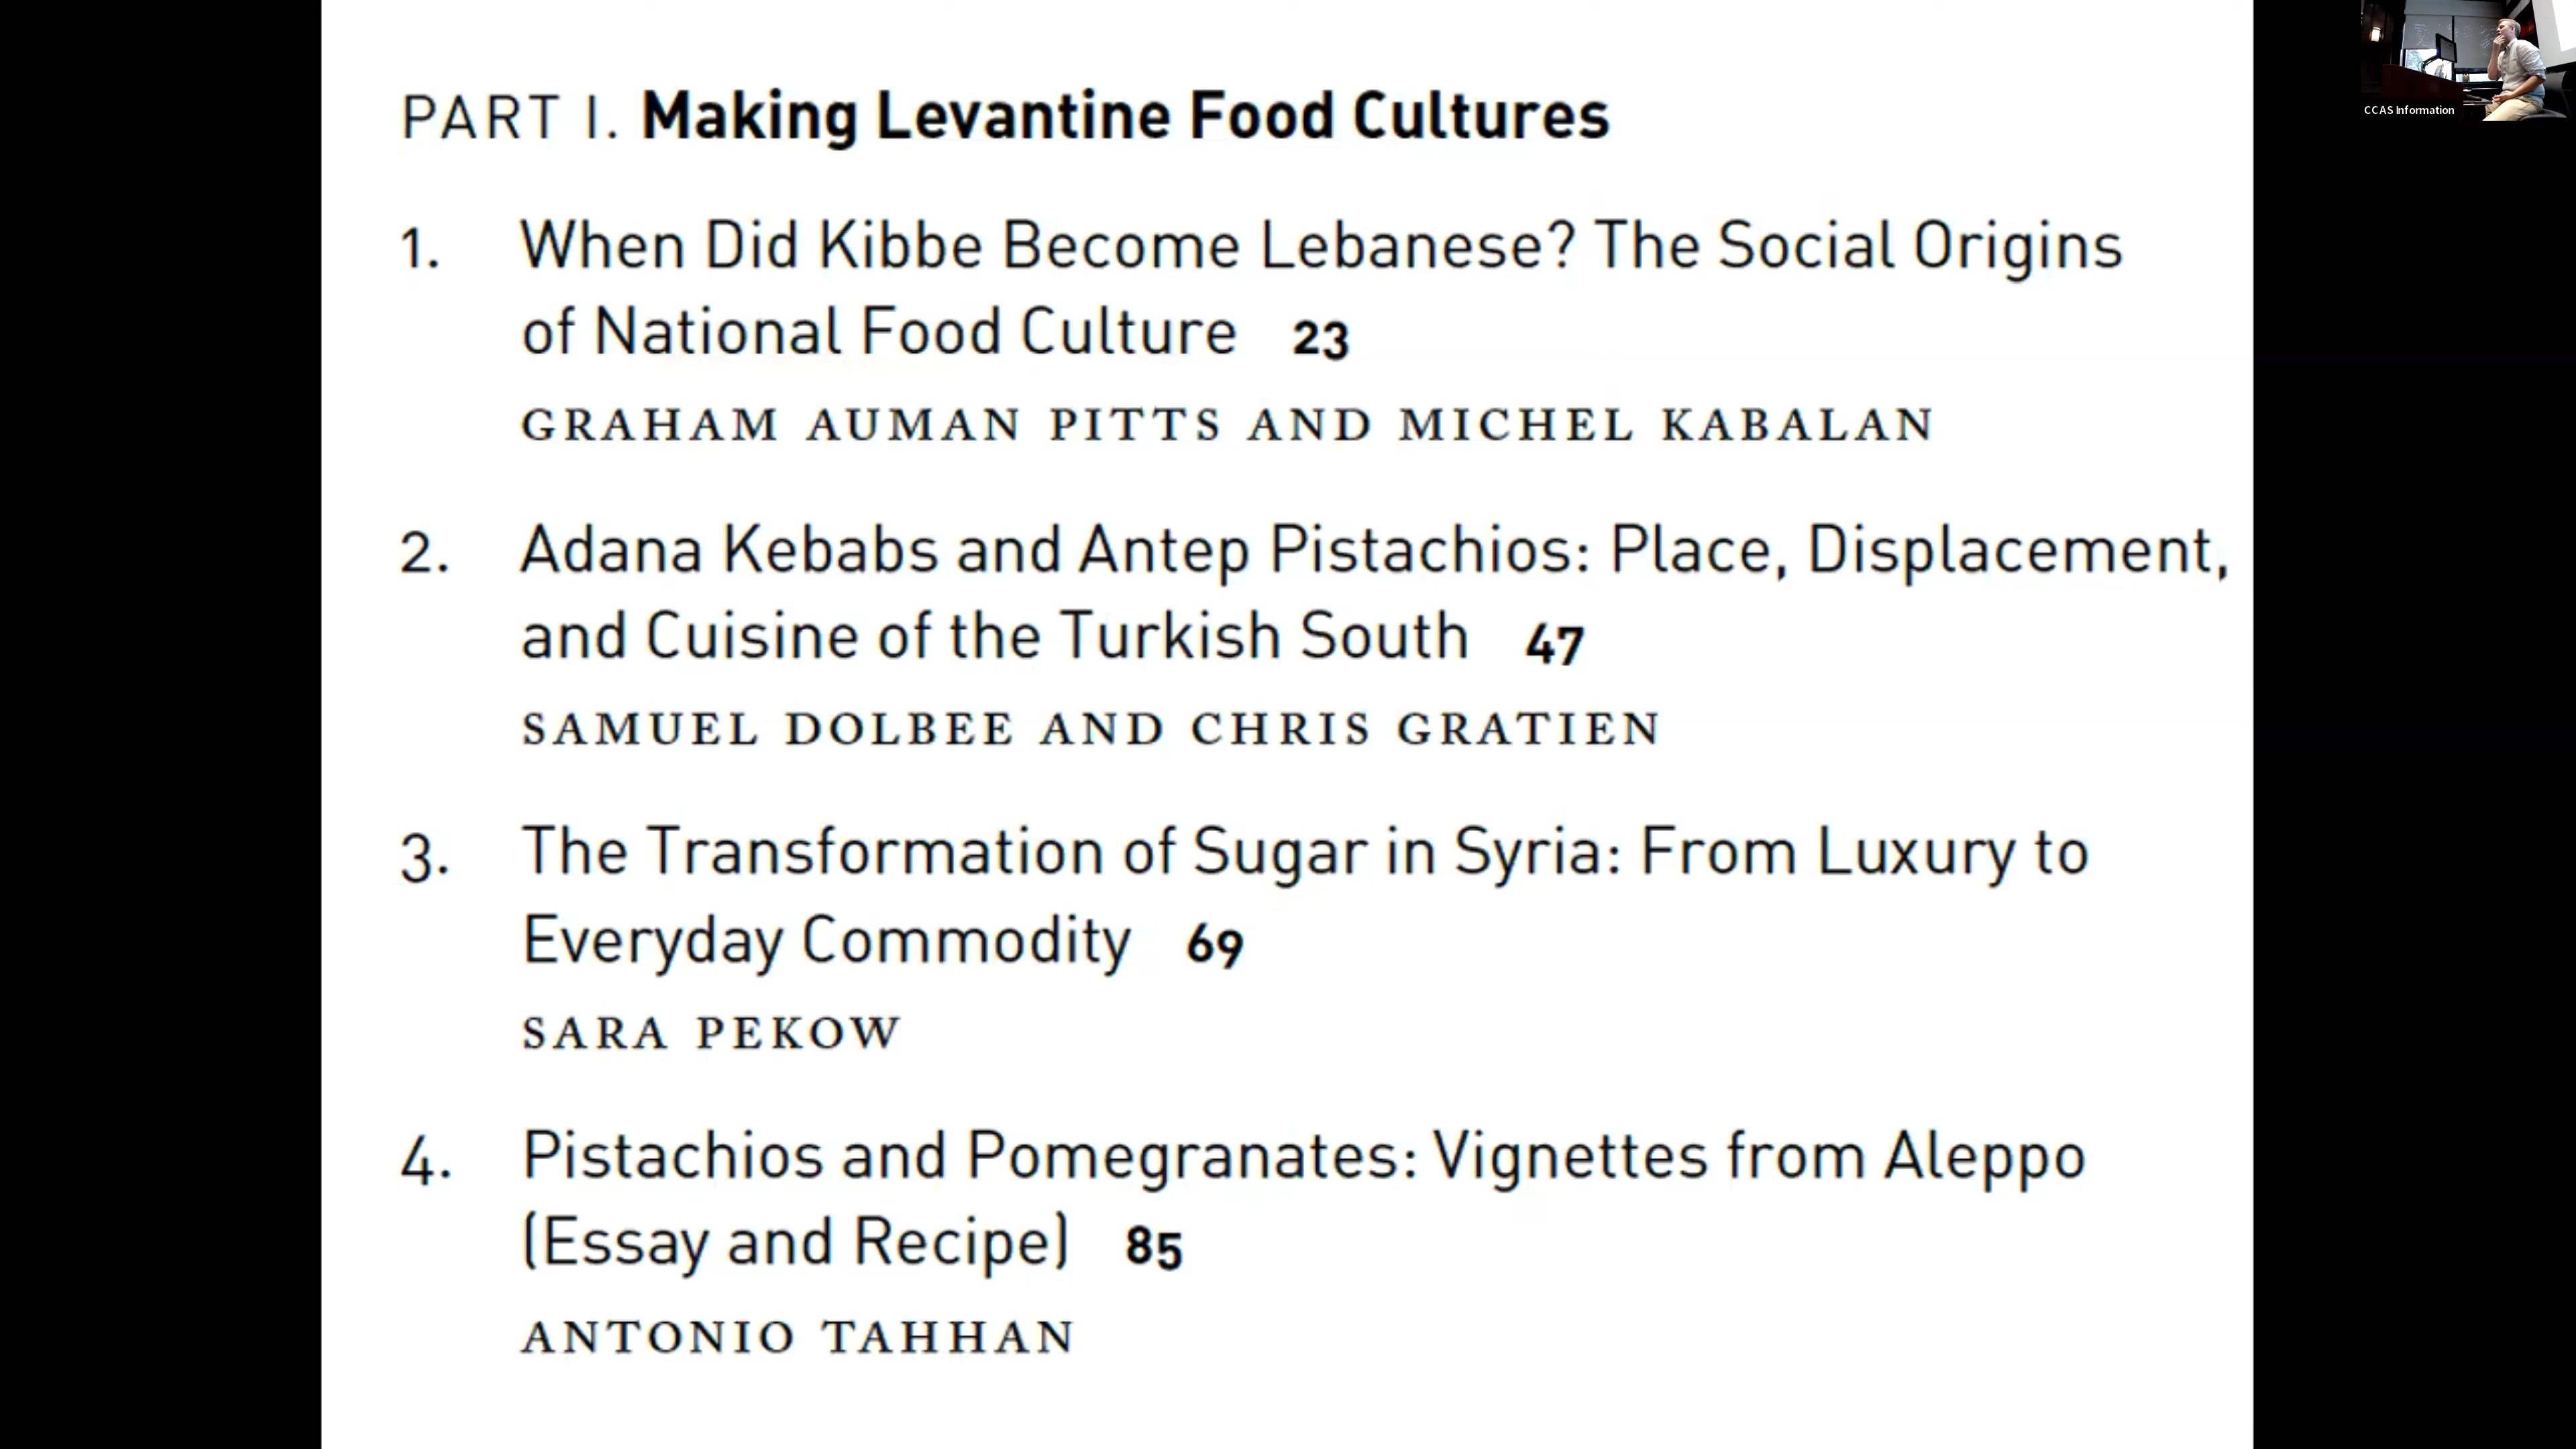 PART I. Making Levantine Food Cultures
1. When Did Kibbe Become Lebanese? The Social Origins
of National Food Culture 23
GRAHAM AUMAN PITTS AND MICHEL KABALAN
2. Adana Kebabs and Antep Pistachios: Place, Displacement,
and Cuisine of the Turkish South 47
SAMUEL DOLBEE AND CHRIS GRATIEN
3. The Transformation of Sugar in Syria: From Luxury to
Everyday Commodity 69
SARA PEKOW
4. Pistachios and Pomegranates: Vignettes from Aleppo
(Essay and Recipe) 85
ANTONIO TAHHAN
CCAS Information